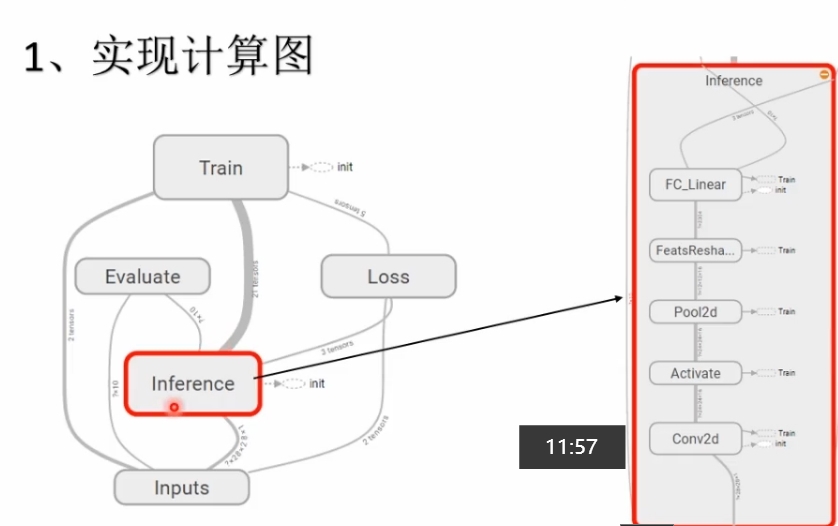 1、实现计算图
Train
init
5 tensors
Evaluate
Loss
21 tensors
2 tensors
?×10
3 tensors
Inference
init
?×10
?×28×28×1
2 tensors
Inputs
11:57
Inference
3 tensors
?×10
FC_Linear
Train
init
FeatsResha...
Train
Pool2d
Train
Activate
Train
Conv2d
Train
init